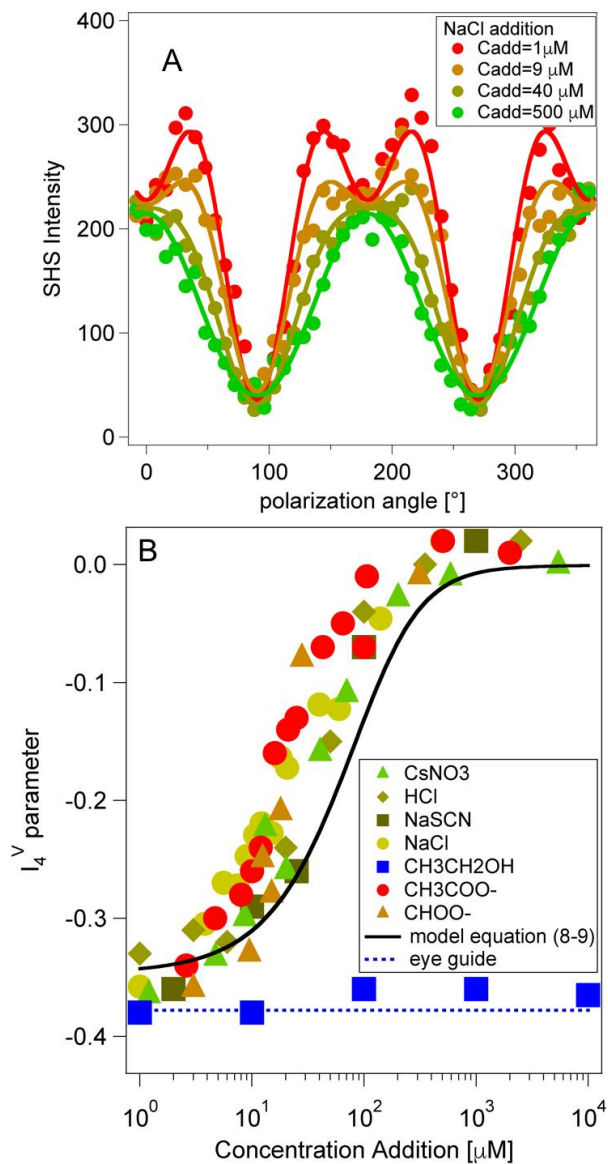 A
NaCl addition
Cadd=1µM
Cadd=9 µM
Cadd=40 µM
Cadd=500 µM
400
300
200
100
0
SHS Intensity
0
100
200
300
polarization angle [°]
B
0.0
-0.1
-0.2
-0.3
-0.4
I4^V parameter
CsNO3
HCl
NaSCN
NaCl
CH3CH2OH
CH3COO-
CHOO-
model equation (8-9)
eye guide
10^0
10^1
10^2
10^3
10^4
Concentration Addition [µM]